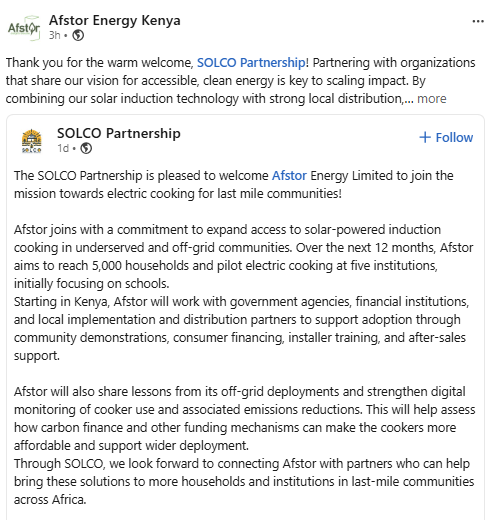 Afstor
Afstor Energy Kenya
3h •
Thank you for the warm welcome, SOLCO Partnership! Partnering with organizations
that share our vision for accessible, clean energy is key to scaling impact. By
combining our solar induction technology with strong local distribution,... more
SOLCO
SOLCO Partnership
1d •
+ Follow
The SOLCO Partnership is pleased to welcome Afstor Energy Limited to join the
mission towards electric cooking for last mile communities!
Afstor joins with a commitment to expand access to solar-powered induction
cooking in underserved and off-grid communities. Over the next 12 months, Afstor
aims to reach 5,000 households and pilot electric cooking at five institutions,
initially focusing on schools.
Starting in Kenya, Afstor will work with government agencies, financial institutions,
and local implementation and distribution partners to support adoption through
community demonstrations, consumer financing, installer training, and after-sales
support.
Afstor will also share lessons from its off-grid deployments and strengthen digital
monitoring of cooker use and associated emissions reductions. This will help assess
how carbon finance and other funding mechanisms can make the cookers more
affordable and support wider deployment.
Through SOLCO, we look forward to connecting Afstor with partners who can help
bring these solutions to more households and institutions in last-mile communities
across Africa.